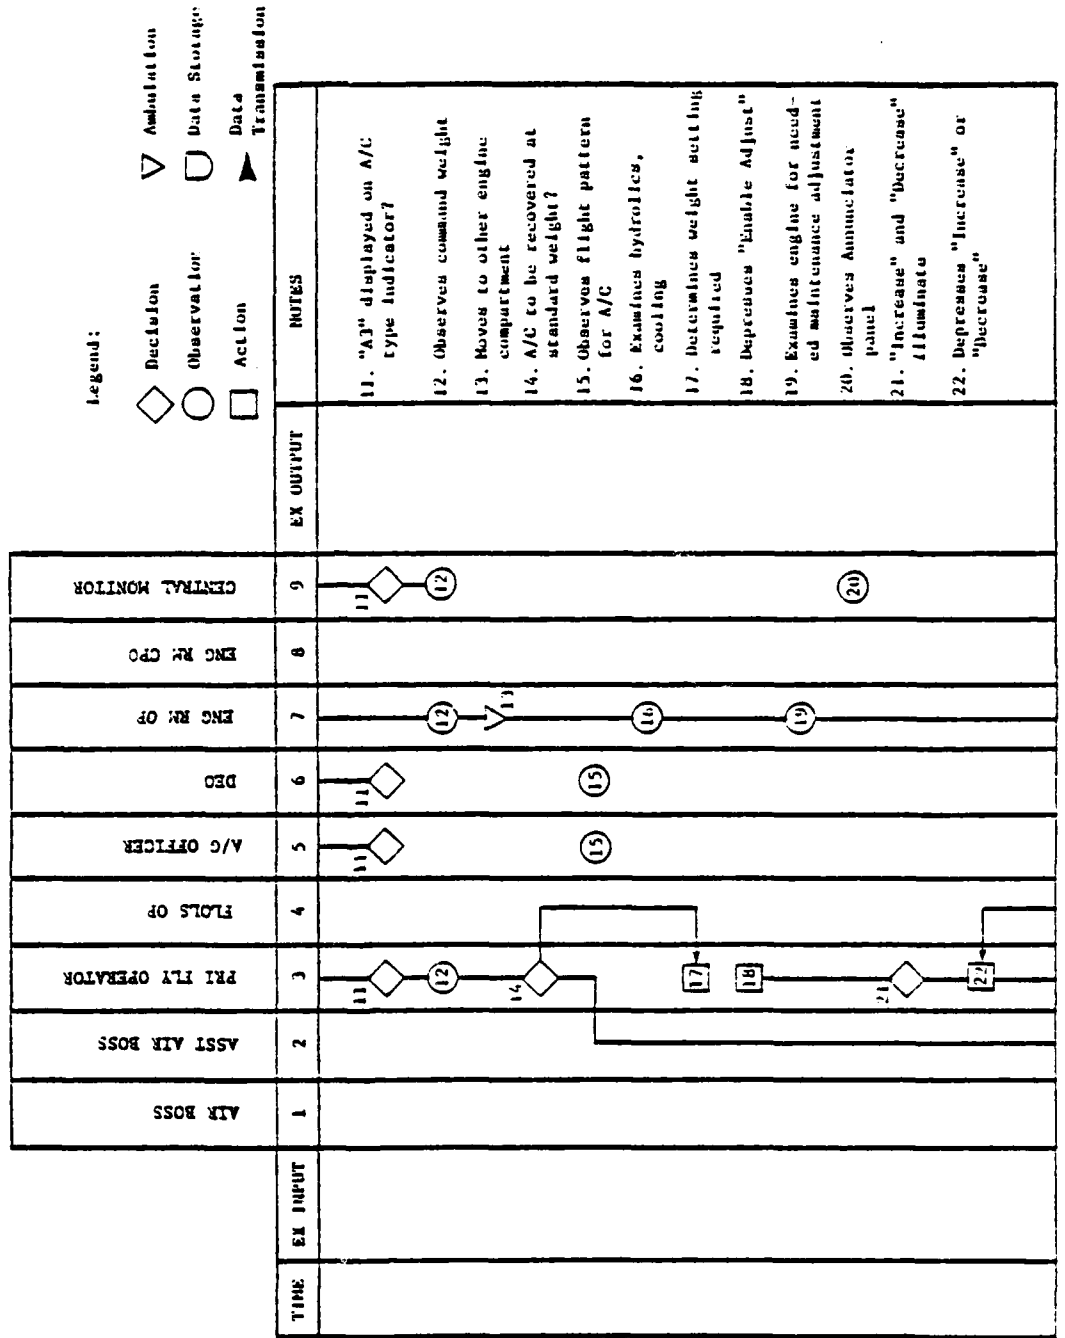 Legend:
Decision
Ambulation
Observation
Data Storage
Action
Data
Transmission
AIR BOSS
ASST AIR BOSS
PRI FLY OPERATOR
FLOLS OP
A/G OFFICER
DEO
ENG RM OP
ENG RM CPO
CENTRAL MONITOR
TIME
EX INPUT
1
2
3
4
5
6
7
8
9
EX OUTPUT
NOTES
11
11
11
11
12
12
12
13
14
15
15
16
17
18
19
20
21
22
11. "A3" displayed on A/C
type indicator?
12. Observes command weight
13. Moves to other engine
compartment
14. A/C to be recovered at
standard weight?
15. Observes flight pattern
for A/C
16. Examines hydrolics,
cooling
17. Determines weight setting
required
18. Depresses "Enable Adjust"
19. Examines engine for need-
ed maintenance adjustment
20. Observes Annunciator
panel
21. "Increase" and "Decrease"
illuminate
22. Depresses "Increase" or
"Decrease"